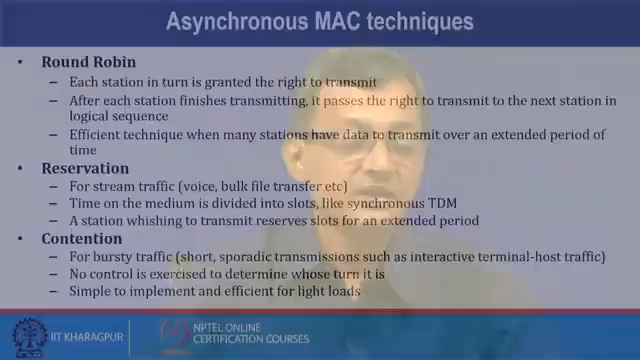 Asynchronous MAC techniques
• Round Robin
– Each station in turn is granted the right to transmit
– After each station finishes transmitting, it passes the right to transmit to the next station in
logical sequence
– Efficient technique when many stations have data to transmit over an extended period of
time
• Reservation
– For stream traffic (voice, bulk file transfer etc)
– Time on the medium is divided into slots, like synchronous TDM
– A station whishing to transmit reserves slots for an extended period
• Contention
– For bursty traffic (short, sporadic transmissions such as interactive terminal-host traffic)
– No control is exercised to determine whose turn it is
– Simple to implement and efficient for light loads
IIT KHARAGPUR
NPTEL ONLINE
CERTIFICATION COURSES